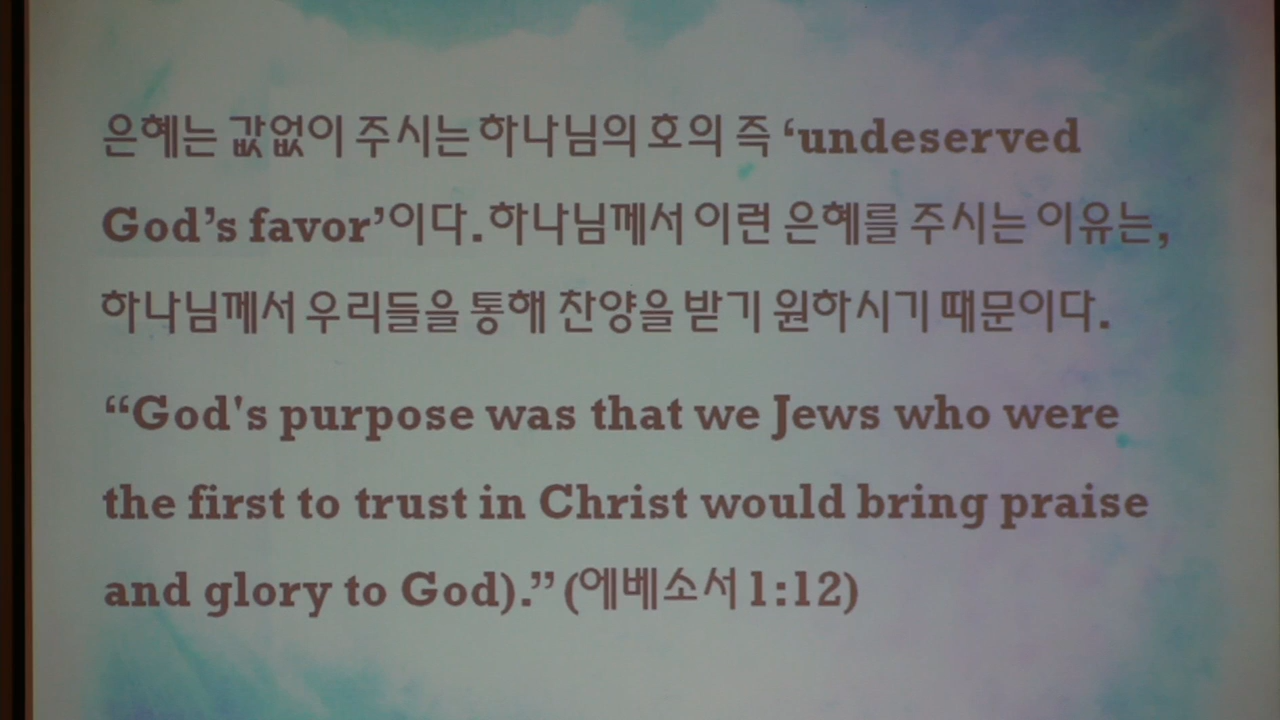 은혜는 값없이 주시는 하나님의 호의 즉 ‘undeserved
God’s favor’이다. 하나님께서 이런 은혜를 주시는 이유는,
하나님께서 우리들을 통해 찬양을 받기 원하시기 때문이다.
“God's purpose was that we Jews who were
the first to trust in Christ would bring praise
and glory to God).” (에베소서 1:12)